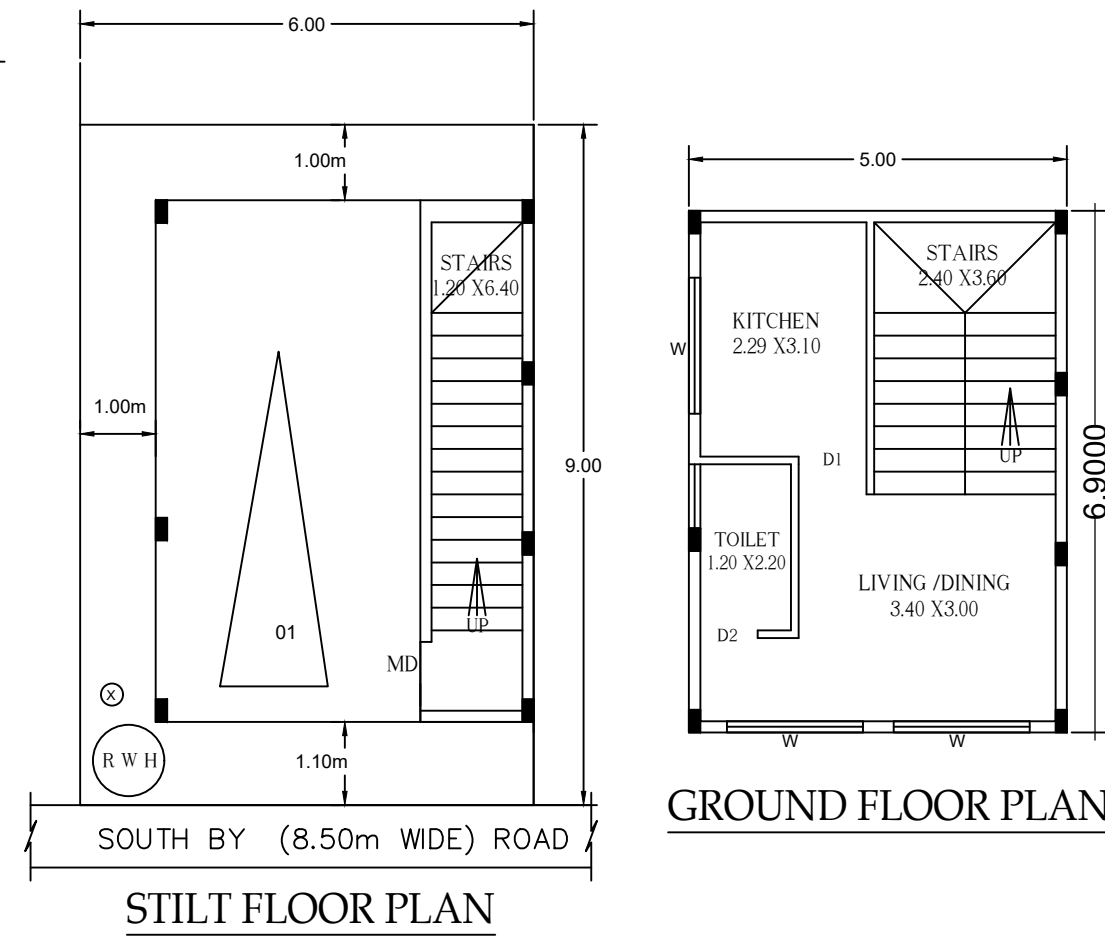 6.00
1.00m
STAIRS
1.20 X6.40
1.00m
9.00
01
UP
MD
X
R W H
1.10m
SOUTH BY (8.50m WIDE) ROAD
STILT FLOOR PLAN
5.00
STAIRS
2.40 X3.60
KITCHEN
2.29 X3.10
W
6.9000
D1
UP
TOILET
1.20 X2.20
LIVING /DINING
3.40 X3.00
D2
W
W
GROUND FLOOR PLAN